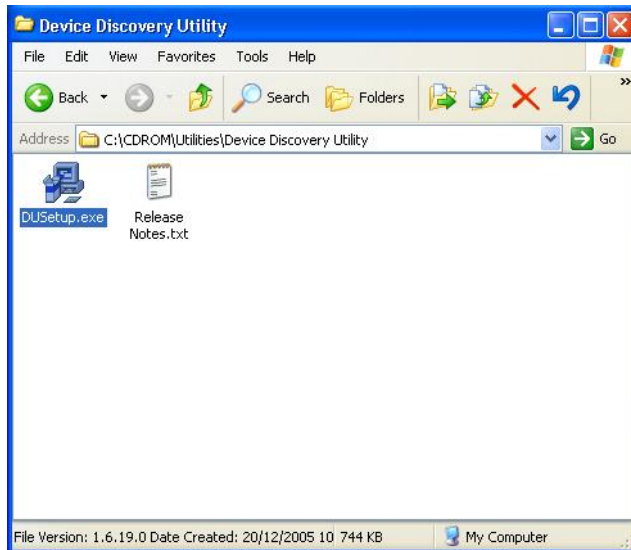 Device Discovery Utility
File Edit View Favorites Tools Help
Back Search Folders »
Address C:\CDROM\Utilities\Device Discovery Utility Go
DUSetup.exe
Release
Notes.txt
File Version: 1.6.19.0 Date Created: 20/12/2005 10 744 KB My Computer